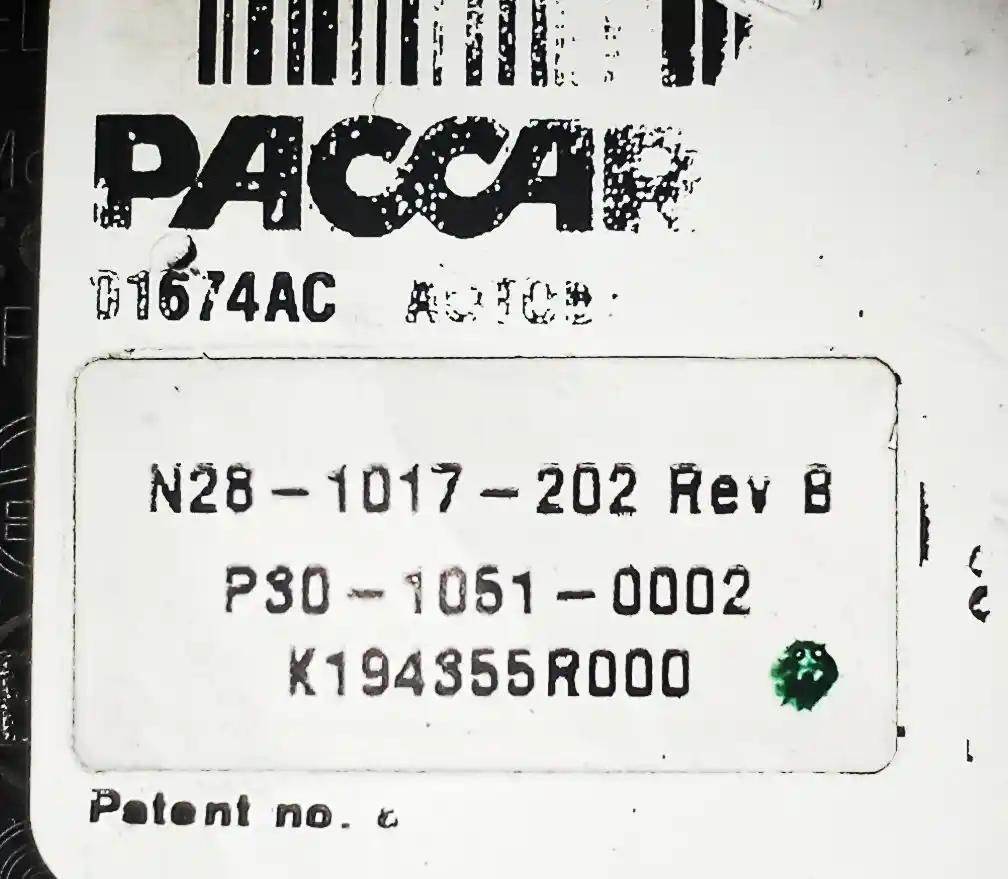 PACCAR
01674AC
N28-1017-202 Rev B
P30-1051-0002
K194355R000
Patent no.